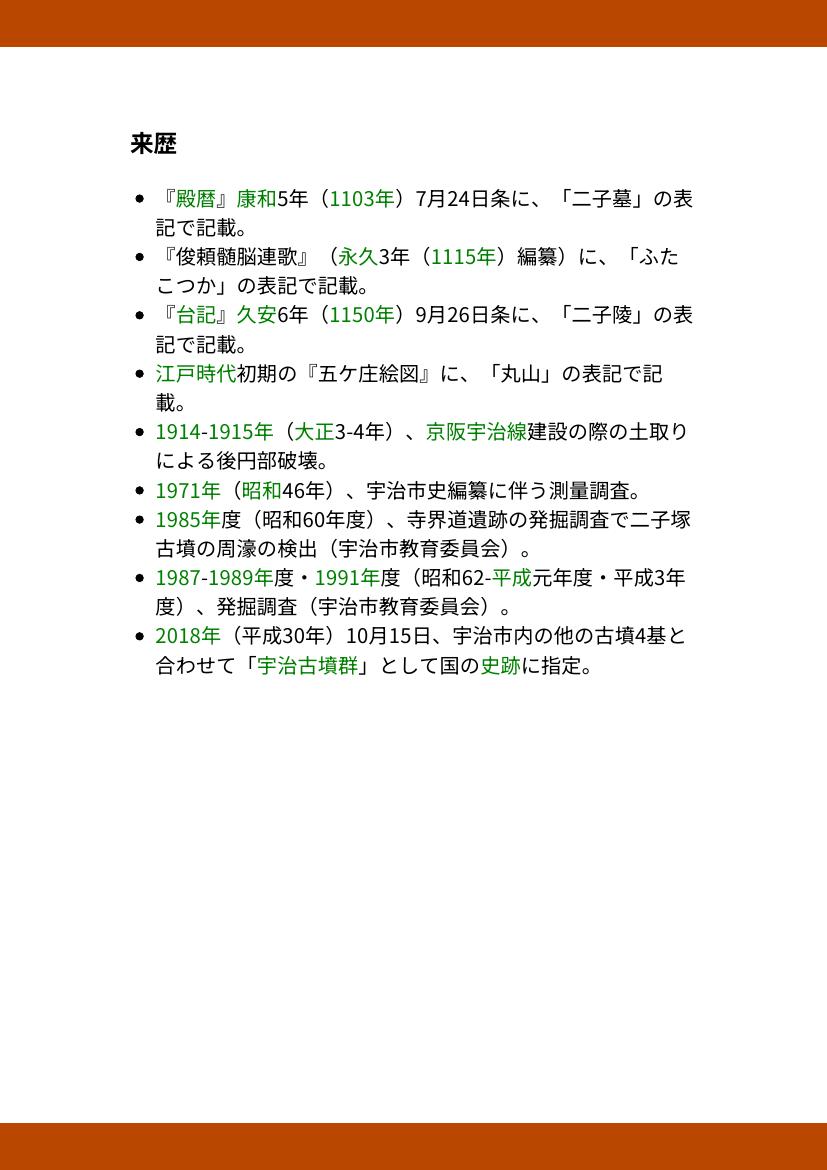 来歴
『殿暦』康和5年（1103年）7月24日条に、「二子墓」の表
記で記載。
『俊頼髄脳連歌』（永久3年（1115年）編纂）に、「ふた
こつか」の表記で記載。
『台記』久安6年（1150年）9月26日条に、「二子陵」の表
記で記載。
江戸時代初期の『五ケ庄絵図』に、「丸山」の表記で記
載。
1914-1915年（大正3-4年）、京阪宇治線建設の際の土取り
による後円部破壊。
1971年（昭和46年）、宇治市史編纂に伴う測量調査。
1985年度（昭和60年度）、寺界道遺跡の発掘調査で二子塚
古墳の周濠の検出（宇治市教育委員会）。
1987-1989年度・1991年度（昭和62-平成元年度・平成3年
度）、発掘調査（宇治市教育委員会）。
2018年（平成30年）10月15日、宇治市内の他の古墳4基と
合わせて「宇治古墳群」として国の史跡に指定。